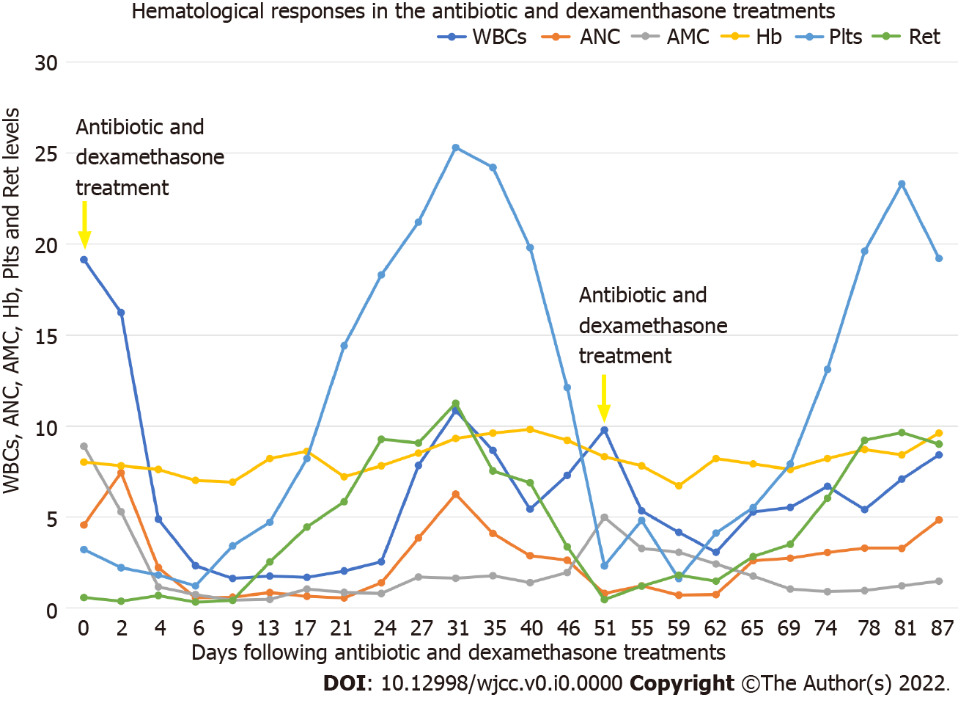 Hematological responses in the antibiotic and dexamenthasone treatments
WBCs ANC AMC Hb Plts Ret
WBCs, ANC, AMC, Hb, Plts and Ret levels
30
25
20
15
10
5
0
Antibiotic and
dexamethasone
treatment
Antibiotic and
dexamethasone
treatment
0 2 4 6 9 13 17 21 24 27 31 35 40 46 51 55 59 62 65 69 74 78 81 87
Days following antibiotic and dexamethasone treatments
DOI: 10.12998/wjcc.v0.i0.0000 Copyright ©The Author(s) 2022.